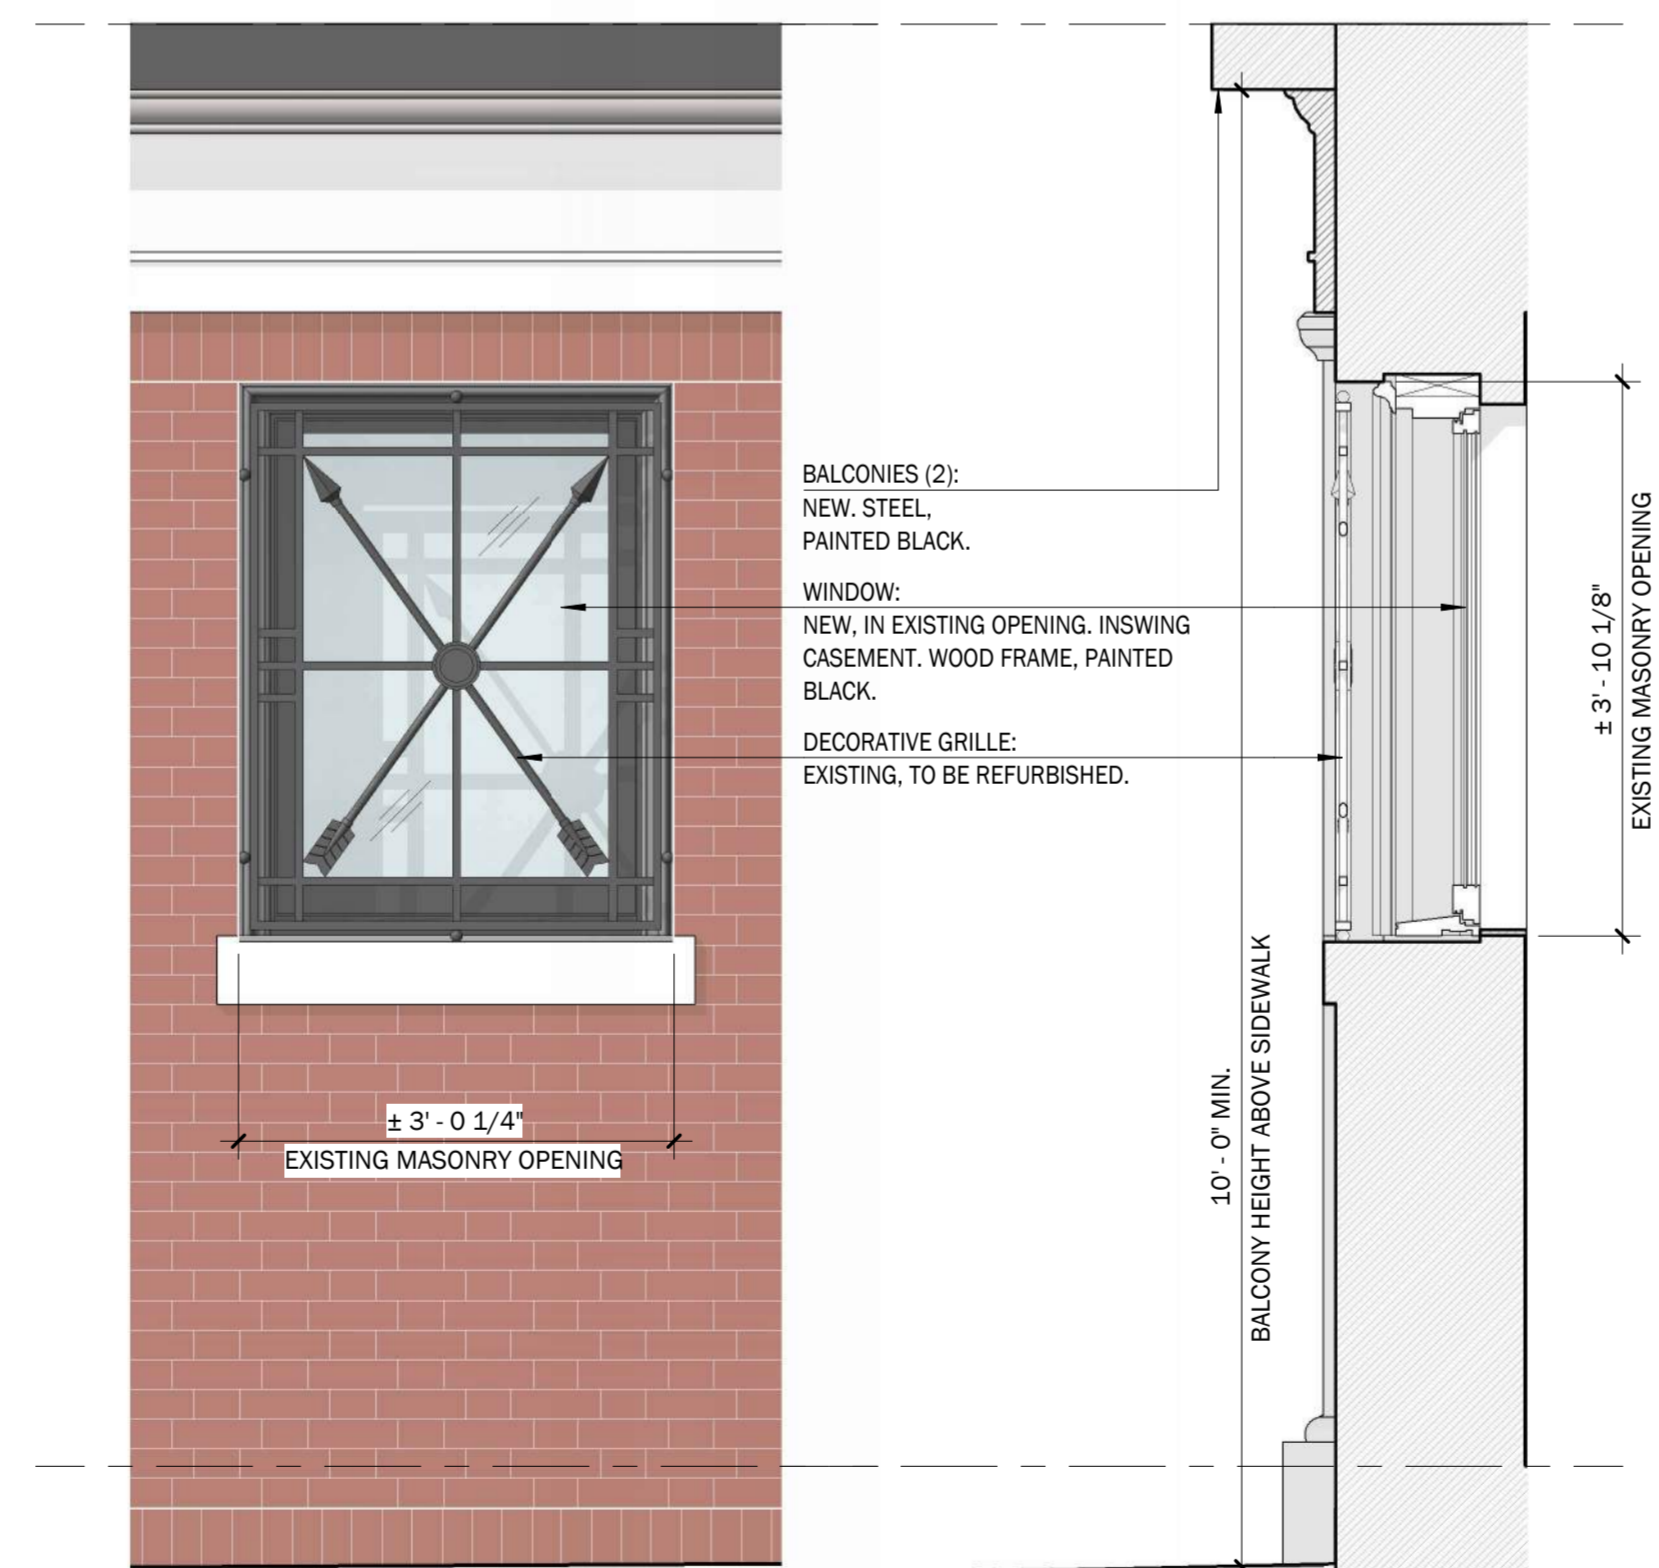 BALCONIES (2):
NEW. STEEL,
PAINTED BLACK.
WINDOW:
NEW, IN EXISTING OPENING. INSWING
CASEMENT. WOOD FRAME, PAINTED
BLACK.
DECORATIVE GRILLE:
EXISTING, TO BE REFURBISHED.
± 3' - 0 1/4"
EXISTING MASONRY OPENING
10' - 0" MIN.
BALCONY HEIGHT ABOVE SIDEWALK
± 3' - 10 1/8"
EXISTING MASONRY OPENING